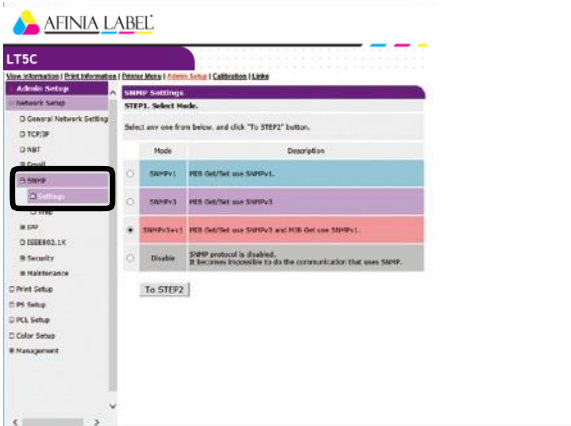 AFINIA LABEL
LT5C
View Information | Print Information | Printer Menu | Admin Setup | Calibration | Links
Admin Setup
Network Setup
General Network Setting
TCP/IP
NBT
Email
SNMP
Settings
Trap
IPP
IEEE802.1X
Security
Maintenance
Print Setup
PS Setup
PCL Setup
Color Setup
Management
SNMP Settings
STEP1. Select Mode.
Select any one from below, and click "To STEP2" button.
Mode Description
SNMPv1 MIB Get/Set use SNMPv1.
SNMPv3 MIB Get/Set use SNMPv3
SNMPv3+v1 MIB Get/Set use SNMPv3 and MIB Get use SNMPv1.
Disable SNMP protocol is disabled.
It becomes impossible to do the communication that uses SNMP.
To STEP2